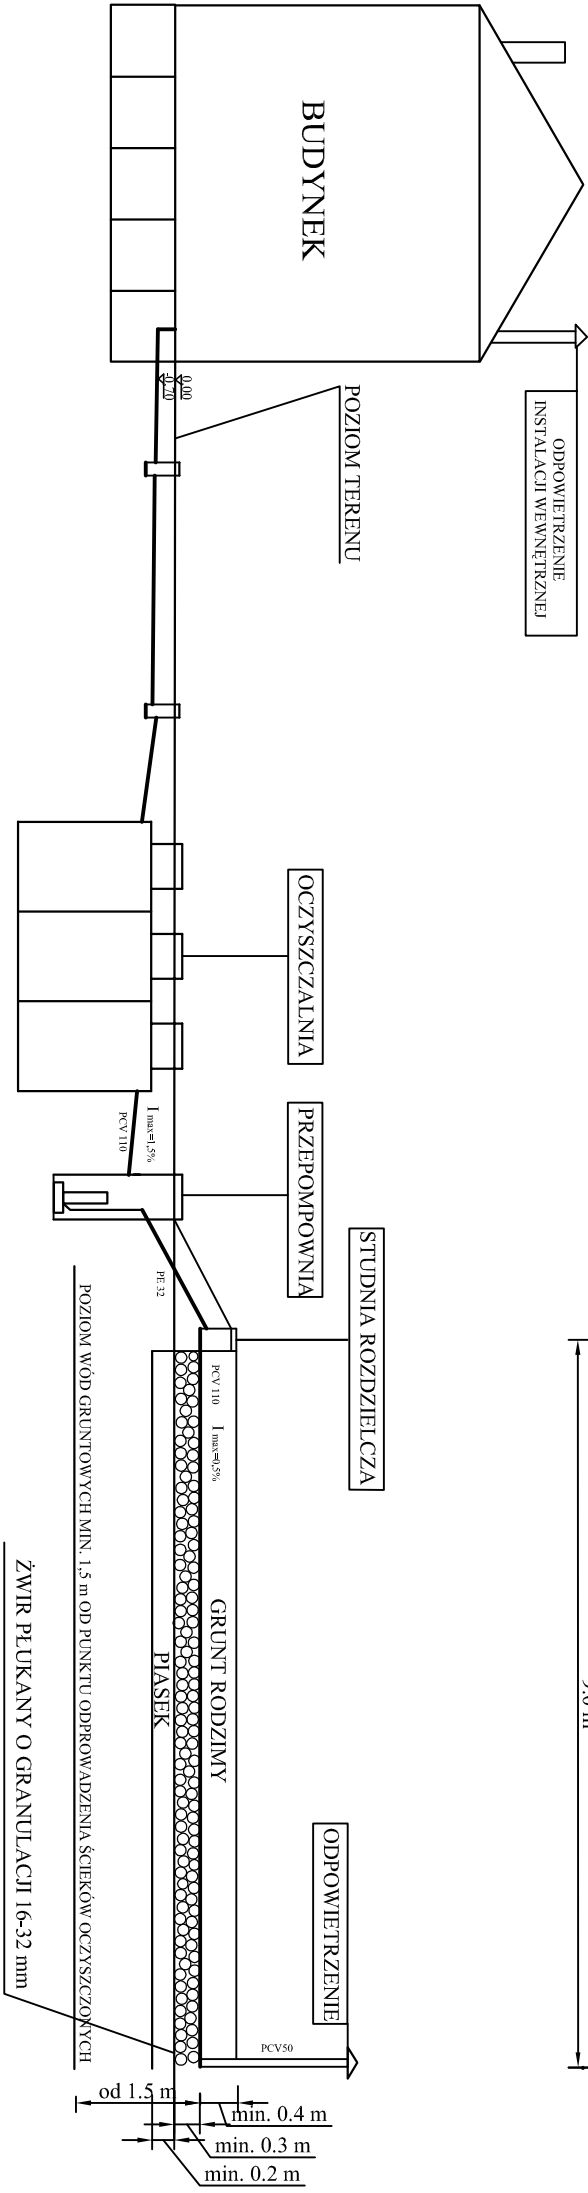 BUDYNEK
ODPOWIETRZENIE
INSTALACJI WEWNĘTRZNEJ
0,00
-0,70
POZIOM TERENU
OCZYSZCZALNIA
I max=1,5%
PCV 110
PRZEPOMPOWNIA
PE 32
STUDNIA ROZDZIELCZA
PCV 110
I max=0,5%
GRUNT RODZIMY
PIASEK
POZIOM WÓD GRUNTOWYCH MIN. 1,5 m OD PUNKTU ODPROWADZENIA ŚCIEKÓW OCZYSZCZONYCH
ŻWIR PŁUKANY O GRANULACJI 16-32 mm
ODPOWIETRZENIE
PCV50
od 1.5 m
min. 0.4 m
min. 0.3 m
min. 0.2 m